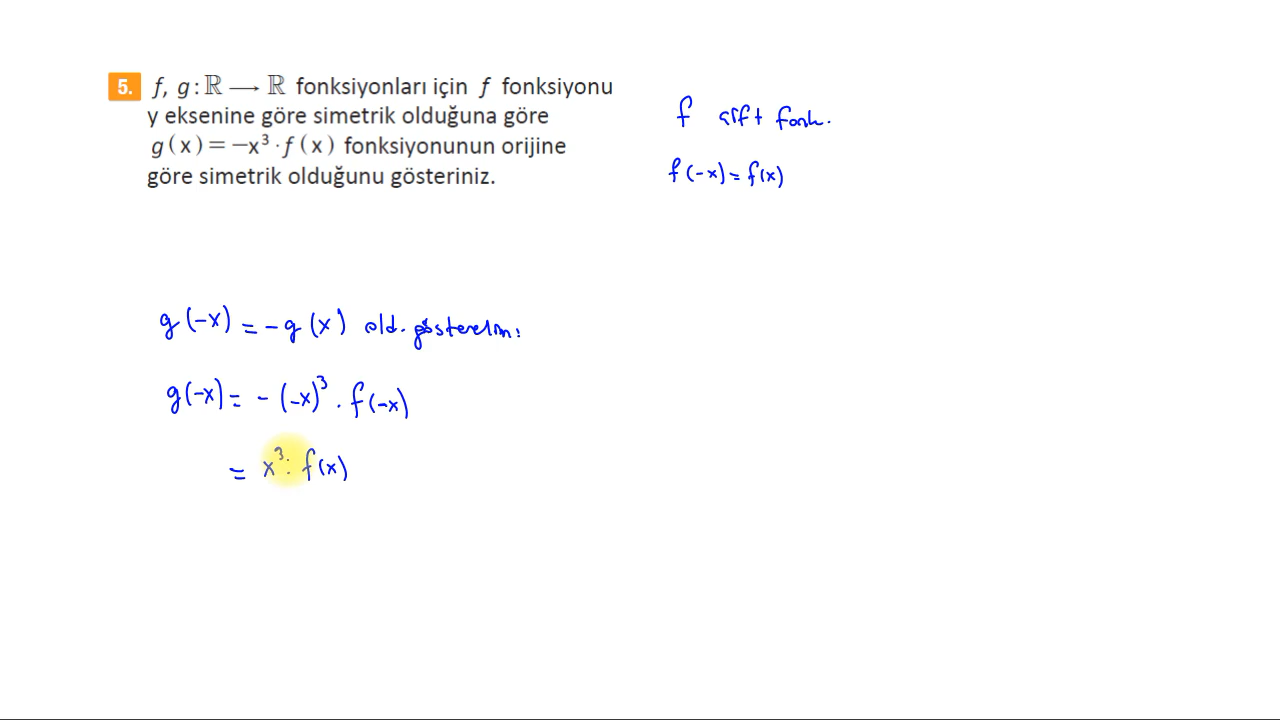 5. f, g : ℝ ⟶ ℝ fonksiyonları için f fonksiyonu
y eksenine göre simetrik olduğuna göre
g(x) = −x³ · f(x) fonksiyonunun orijine
göre simetrik olduğunu gösteriniz.
f çift fonk.
f(-x) = f(x)
g(-x) = -g(x) old. gösterelim:
g(-x) = -(-x)³ . f(-x)
= x³ . f(x)